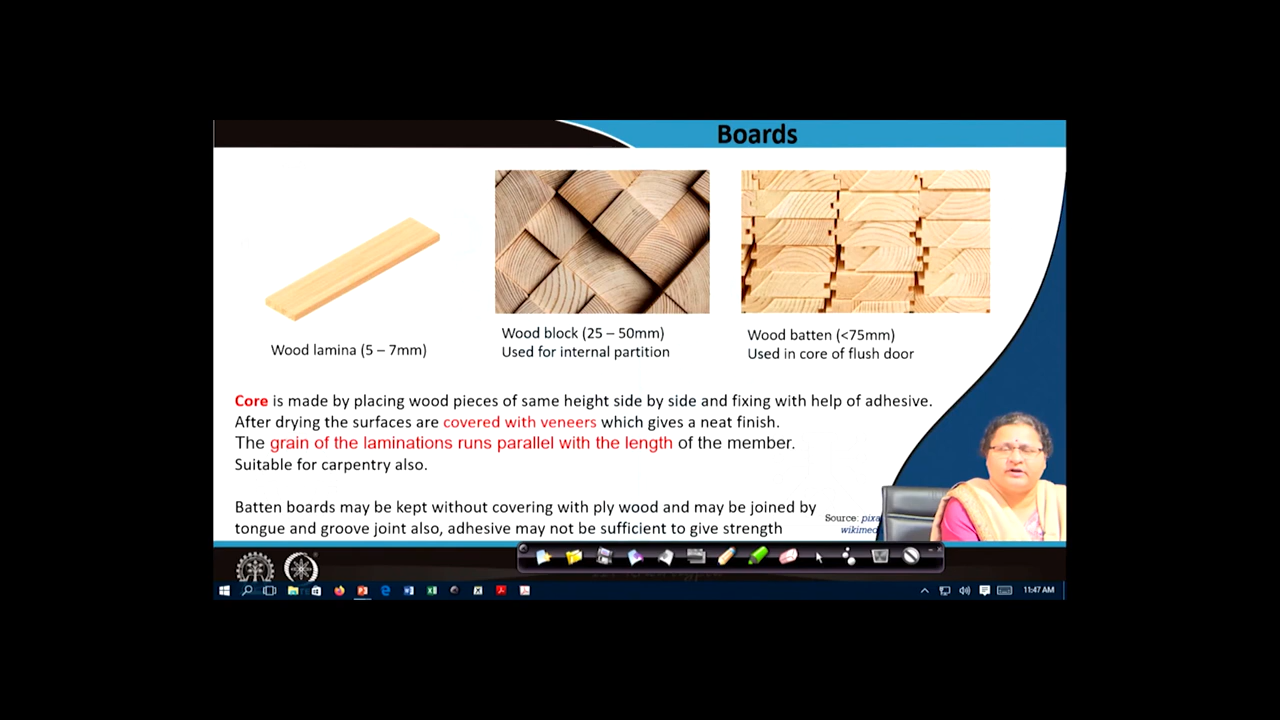 Boards
Wood lamina (5 – 7mm)
Wood block (25 – 50mm)
Used for internal partition
Wood batten (<75mm)
Used in core of flush door
Core is made by placing wood pieces of same height side by side and fixing with help of adhesive.
After drying the surfaces are covered with veneers which gives a neat finish.
The grain of the laminations runs parallel with the length of the member.
Suitable for carpentry also.
Batten boards may be kept without covering with ply wood and may be joined by
tongue and groove joint also, adhesive may not be sufficient to give strength
Source: pixa
wikimed
11:47 AM